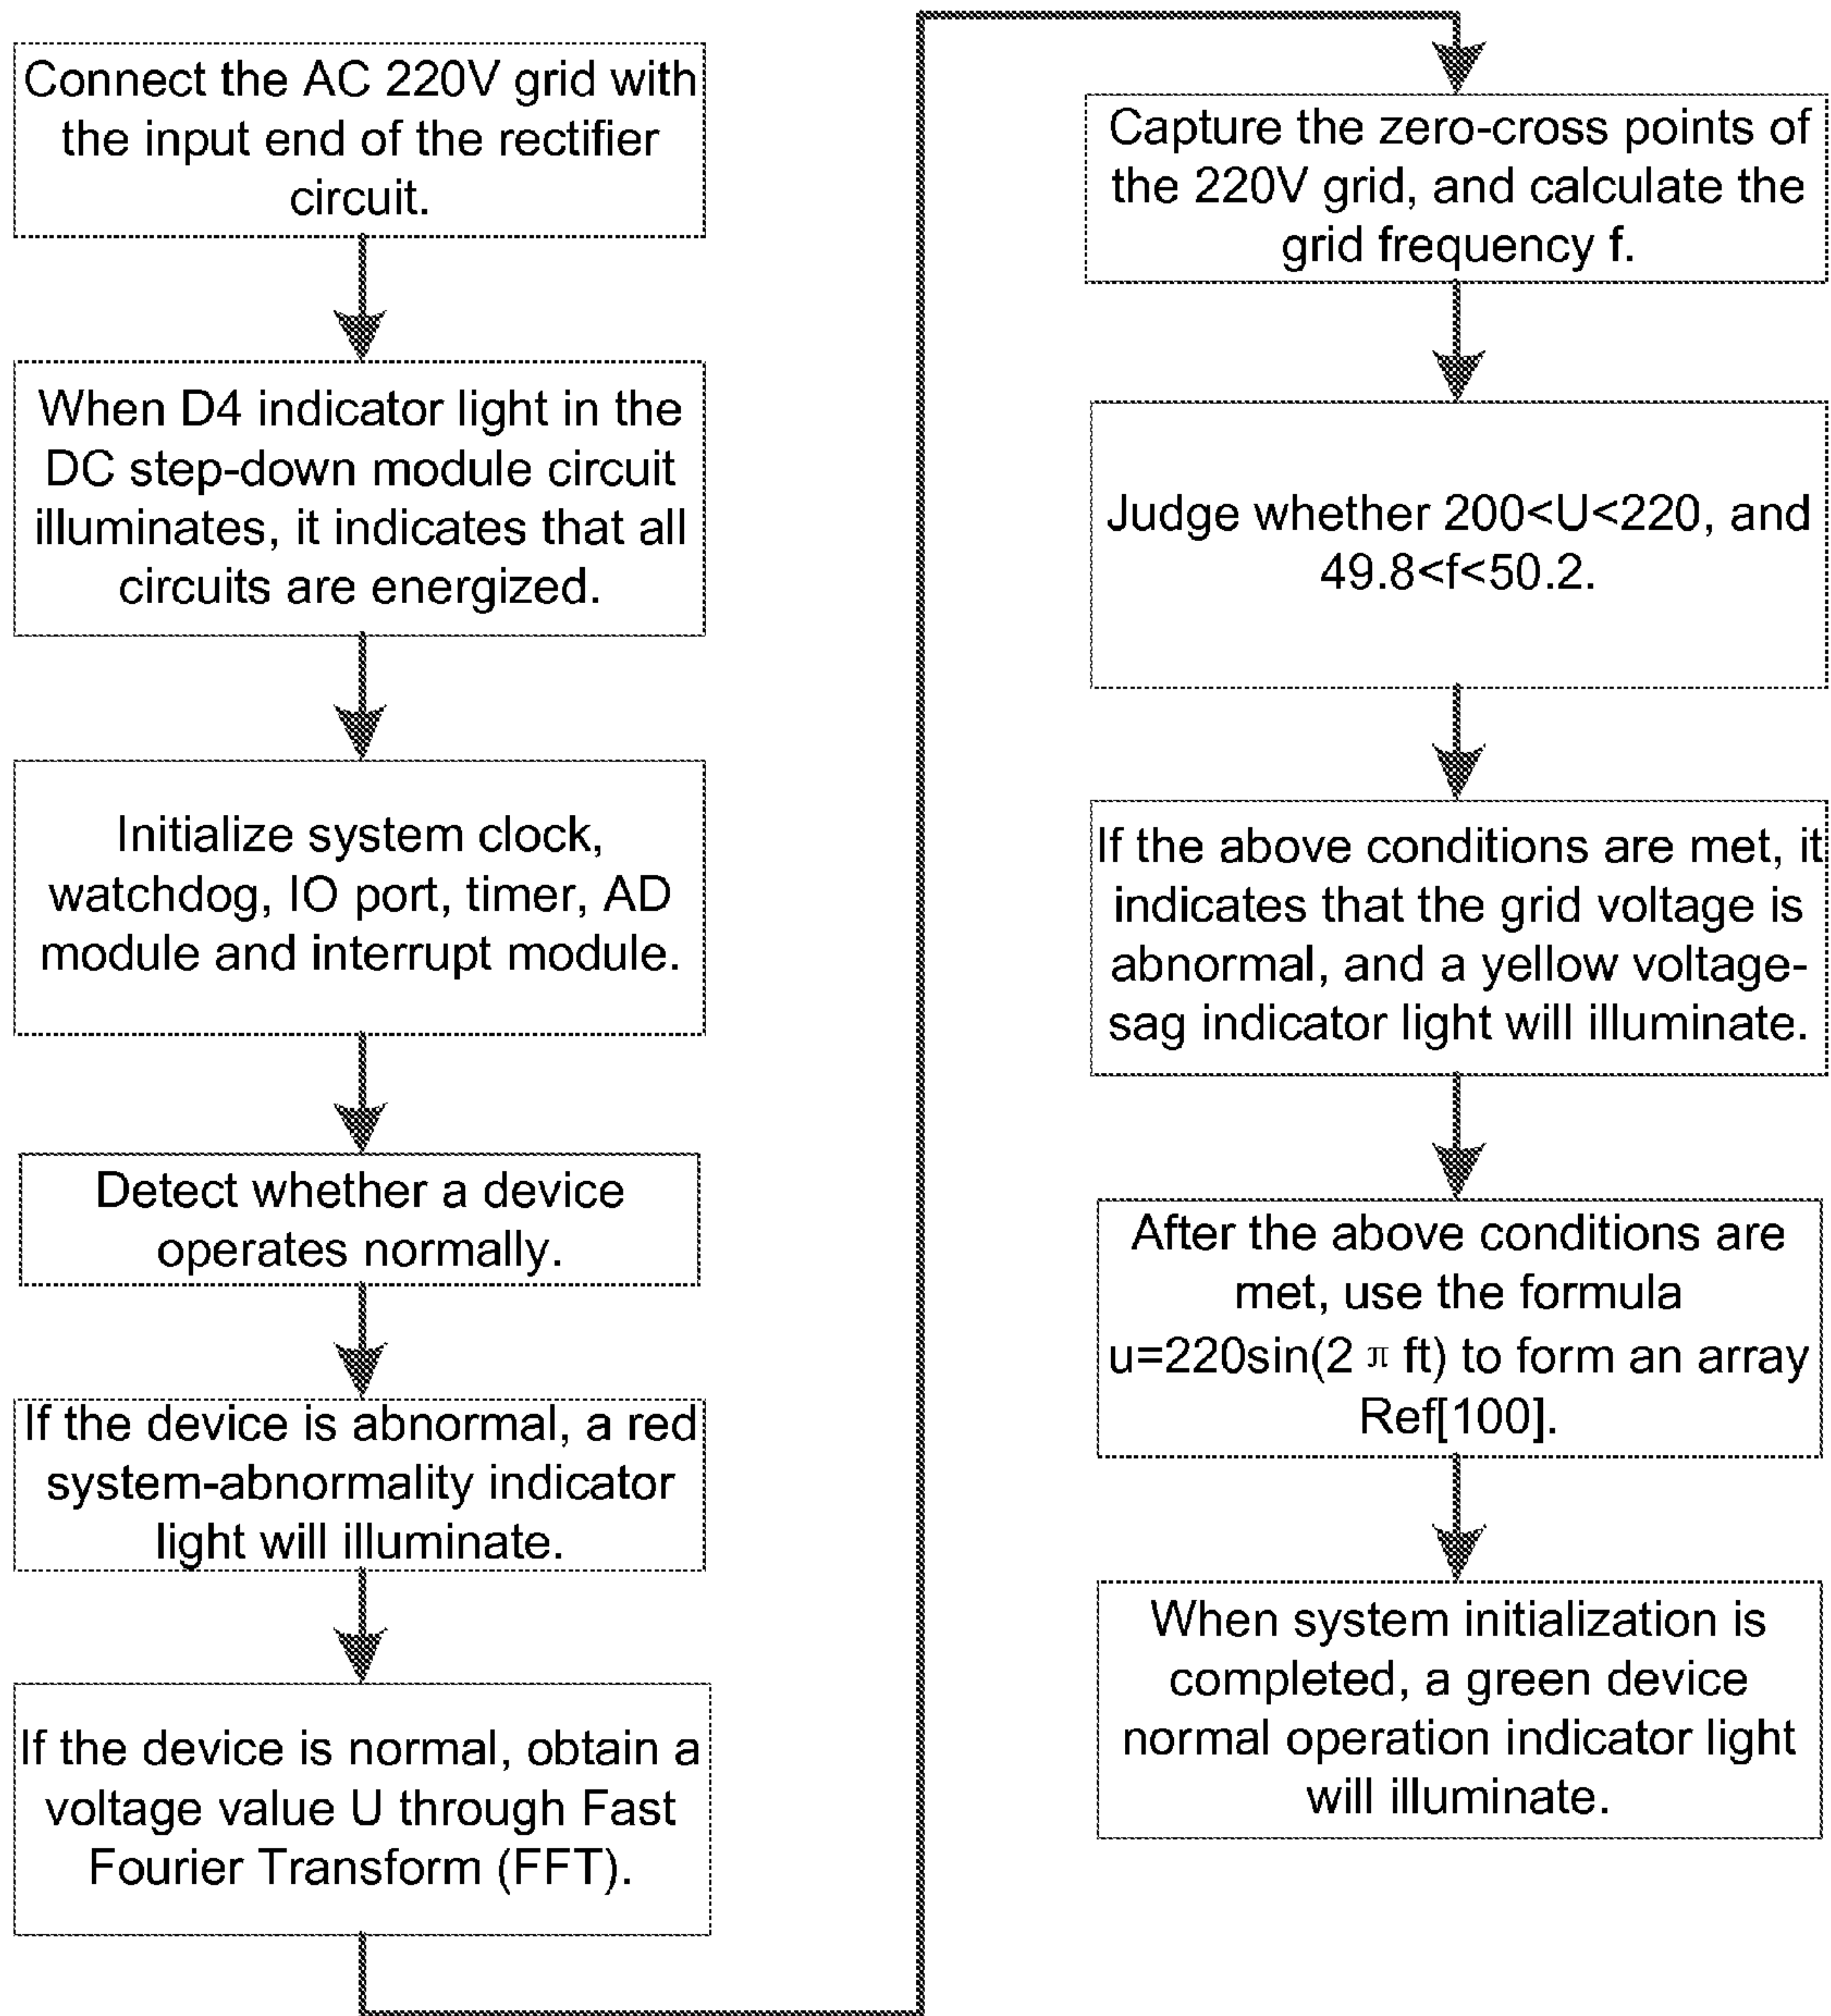 Connect the AC 220V grid with
the input end of the rectifier
circuit.
When D4 indicator light in the
DC step-down module circuit
illuminates, it indicates that all
circuits are energized.
Initialize system clock,
watchdog, IO port, timer, AD
module and interrupt module.
Detect whether a device
operates normally.
If the device is abnormal, a red
system-abnormality indicator
light will illuminate.
If the device is normal, obtain a
voltage value U through Fast
Fourier Transform (FFT).
Capture the zero-cross points of
the 220V grid, and calculate the
grid frequency f.
Judge whether 200<U<220, and
49.8<f<50.2.
If the above conditions are met, it
indicates that the grid voltage is
abnormal, and a yellow voltage-
sag indicator light will illuminate.
After the above conditions are
met, use the formula
u=220sin(2 π ft) to form an array
Ref[100].
When system initialization is
completed, a green device
normal operation indicator light
will illuminate.